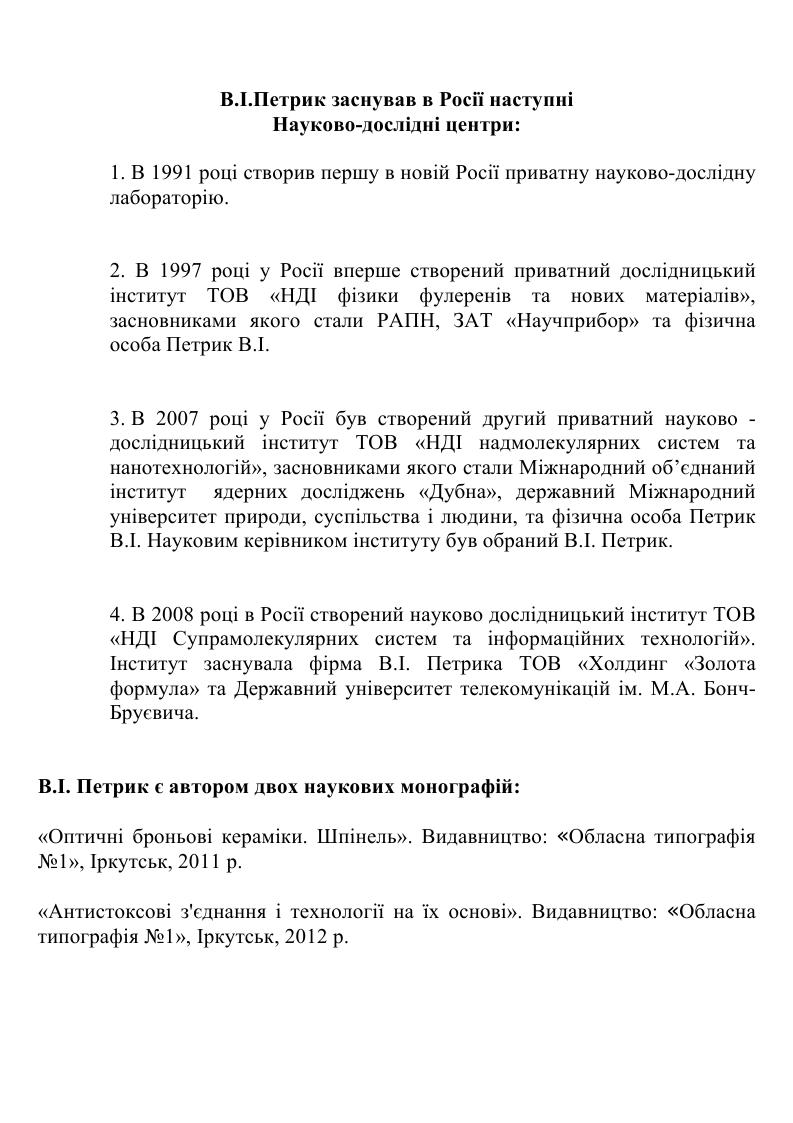 В.І.Петрик заснував в Росії наступні
Науково-дослідні центри:
1. В 1991 році створив першу в новій Росії приватну науково-дослідну
лабораторію.
2. В 1997 році у Росії вперше створений приватний дослідницький
інститут ТОВ «НДІ фізики фулеренів та нових матеріалів»,
засновниками якого стали РАПН, ЗАТ «Научприбор» та фізична
особа Петрик В.І.
3. В 2007 році у Росії був створений другий приватний науково -
дослідницький інститут ТОВ «НДІ надмолекулярних систем та
нанотехнологій», засновниками якого стали Міжнародний об’єднаний
інститут ядерних досліджень «Дубна», державний Міжнародний
університет природи, суспільства і людини, та фізична особа Петрик
В.І. Науковим керівником інституту був обраний В.І. Петрик.
4. В 2008 році в Росії створений науково дослідницький інститут ТОВ
«НДІ Супрамолекулярних систем та інформаційних технологій».
Інститут заснувала фірма В.І. Петрика ТОВ «Холдинг «Золота
формула» та Державний університет телекомунікацій ім. М.А. Бонч-
Бруєвича.
В.І. Петрик є автором двох наукових монографій:
«Оптичні броньові кераміки. Шпінель». Видавництво: «Обласна типографія
№1», Іркутськ, 2011 р.
«Антистоксові з'єднання і технології на їх основі». Видавництво: «Обласна
типографія №1», Іркутськ, 2012 р.